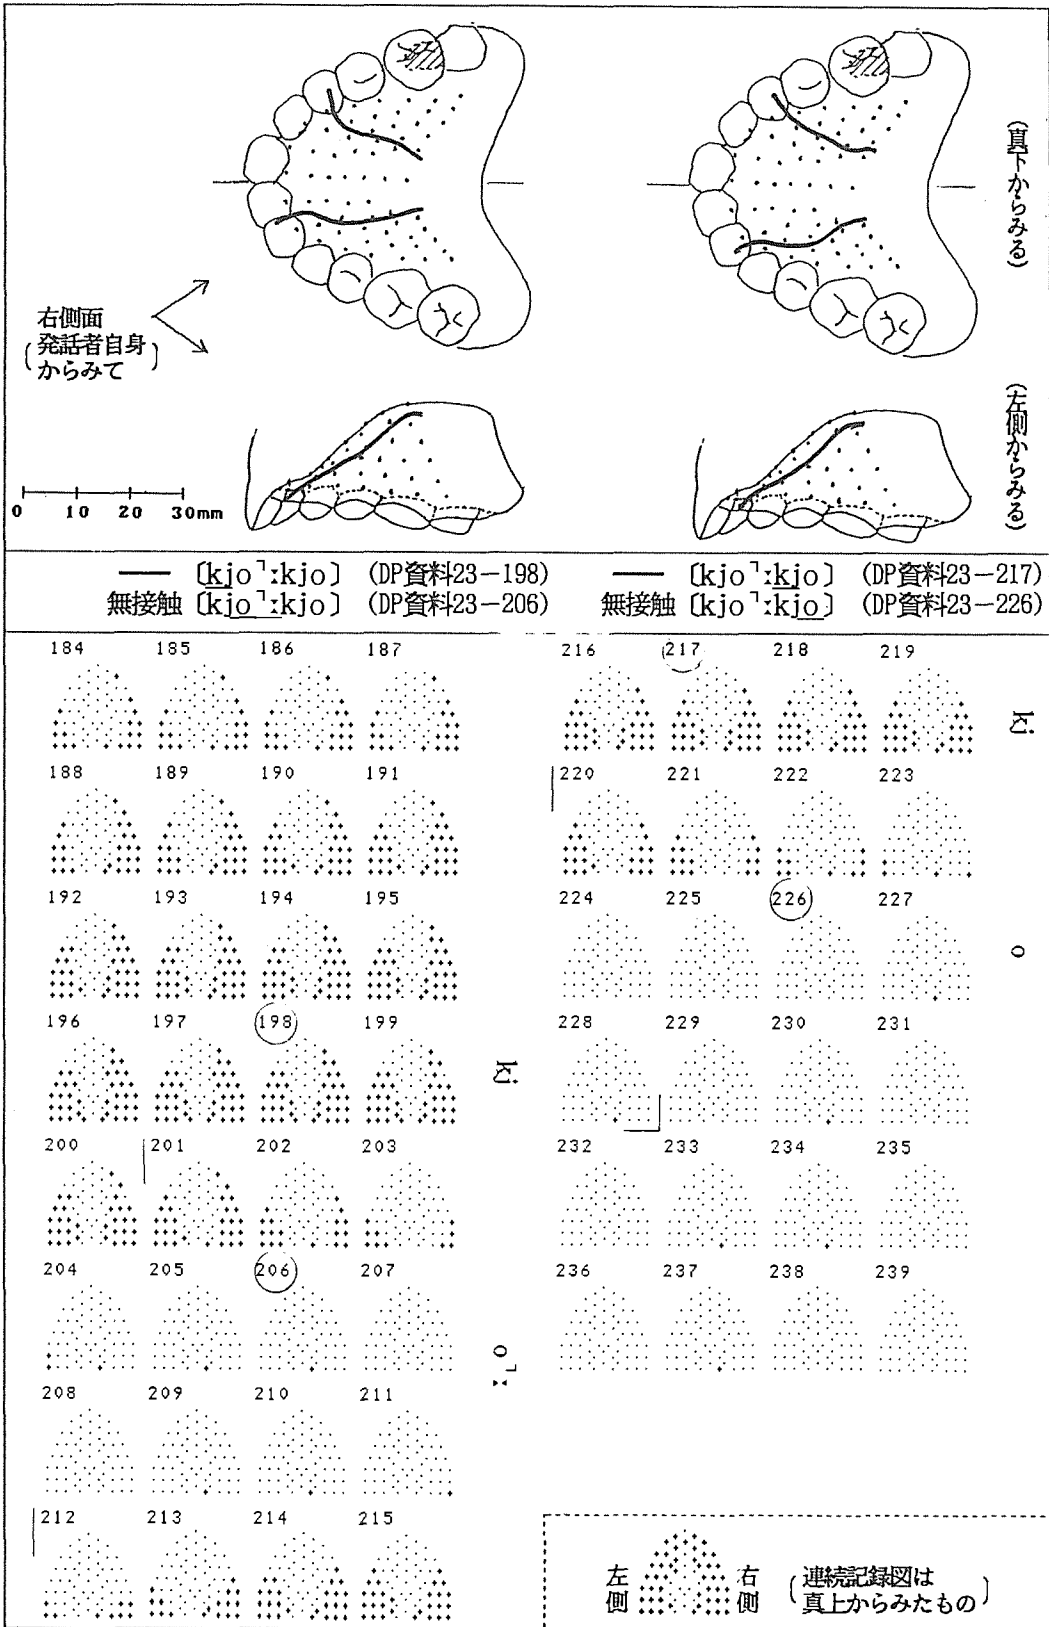 (真下からみる)
右側面
(発話者自身)
からみて
(左側からみる)
0 10 20 30mm
━━ 〔kjo˺ːkjo〕 (DP資料23−198)
無接触 〔kjo˺ːkjo〕 (DP資料23−206)
━━ 〔kjo˺ːkjo〕 (DP資料23−217)
無接触 〔kjo˺ːkjo〕 (DP資料23−226)
184 185 186 187
188 189 190 191
192 193 194 195
196 197 198 199
kj
200 201 202 203
204 205 206 207
o˺ː
208 209 210 211
212 213 214 215
216 217 218 219
kj
220 221 222 223
224 225 226 227
o
228 229 230 231
232 233 234 235
236 237 238 239
左側
右側
(連続記録図は
真上からみたもの)